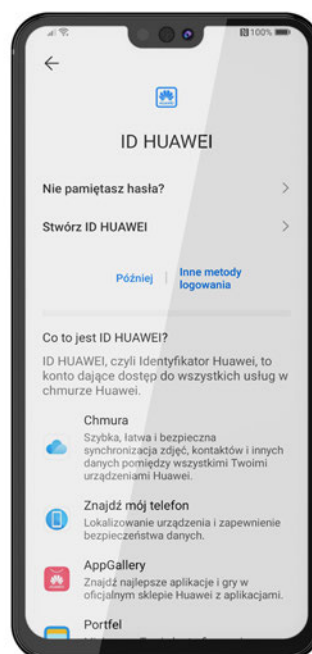 100%
ID HUAWEI
Nie pamiętasz hasła?
Stwórz ID HUAWEI
Później
Inne metody
logowania
Co to jest ID HUAWEI?
ID HUAWEI, czyli Identyfikator Huawei, to
konto dające dostęp do wszystkich usług w
chmurze Huawei.
Chmura
Szybka, łatwa i bezpieczna
synchronizacja zdjęć, kontaktów i innych
danych pomiędzy wszystkimi Twoimi
urządzeniami Huawei.
Znajdź mój telefon
Lokalizowanie urządzenia i zapewnienie
bezpieczeństwa danych.
AppGallery
Znajdź najlepsze aplikacje i gry w
oficjalnym sklepie Huawei z aplikacjami.
Portfel